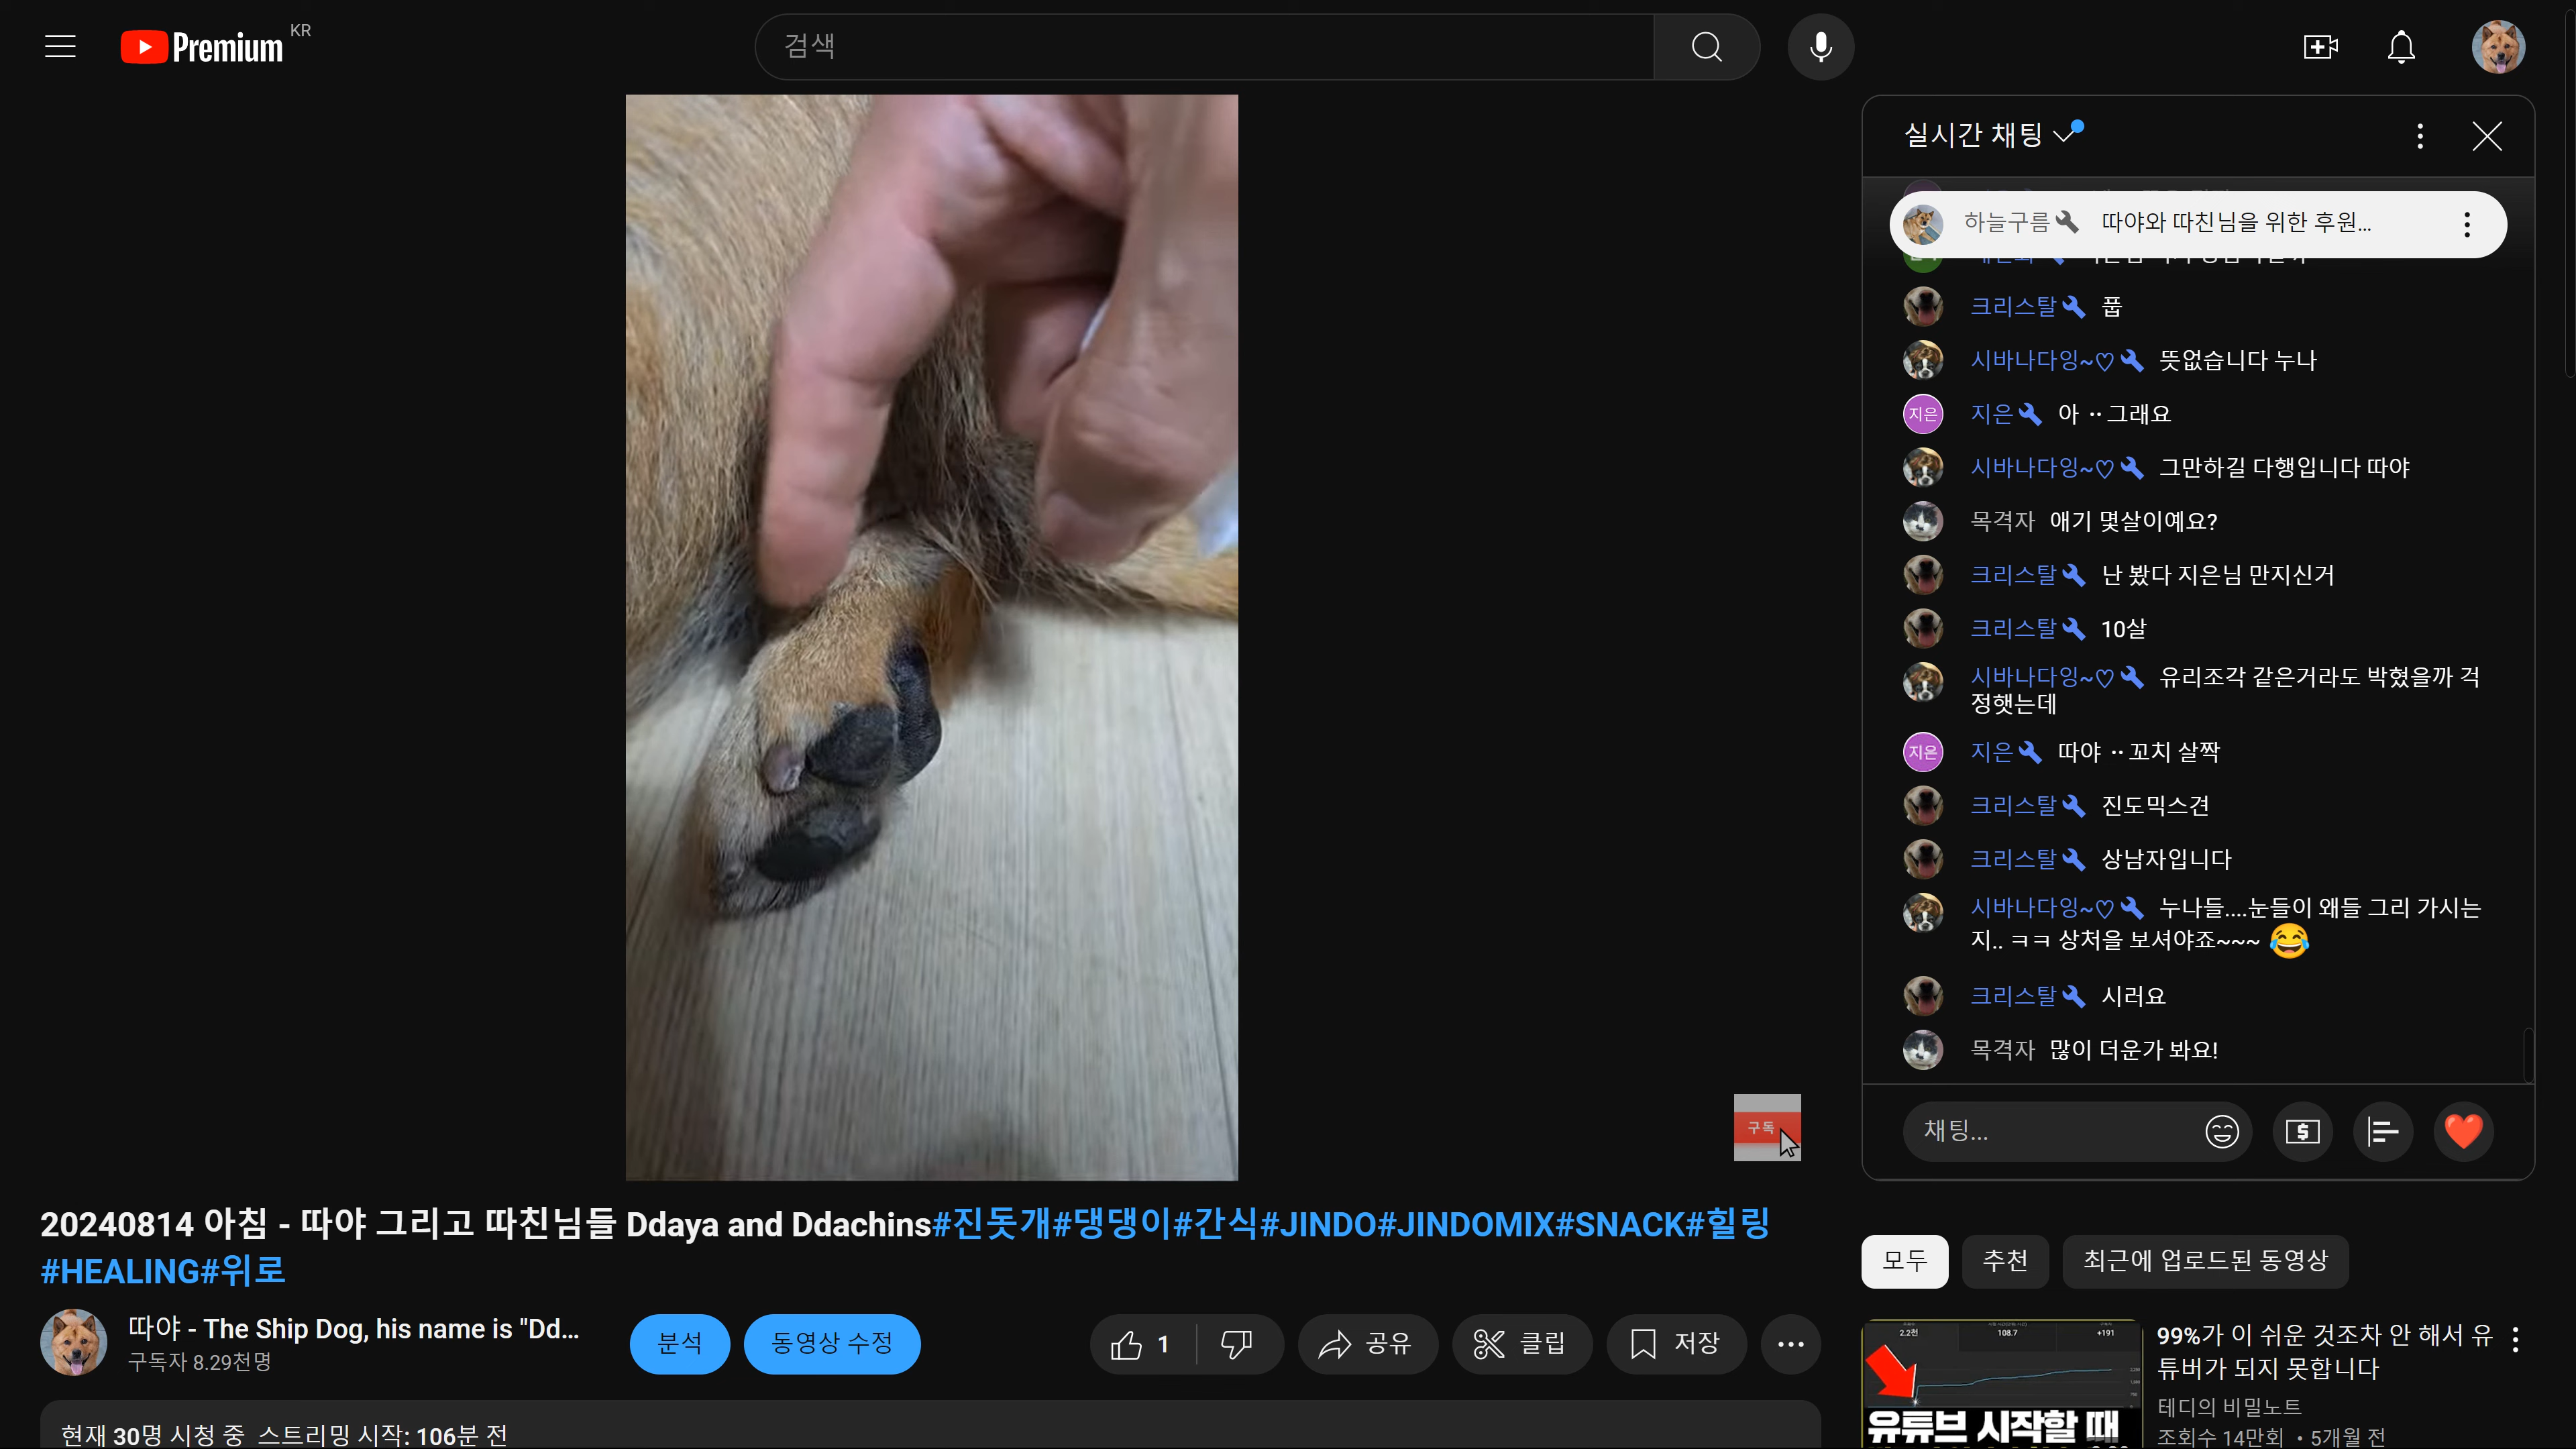 Premium KR
검색
실시간 채팅
하늘구름 따야와 따친님을 위한 후원...
크리스탈 풉
시바나다잉~♡ 뜻없습니다 누나
지은 지은 아 ··그래요
시바나다잉~♡ 그만하길 다행입니다 따야
목격자 애기 몇살이예요?
크리스탈 난 봤다 지은님 만지신거
크리스탈 10살
시바나다잉~♡ 유리조각 같은거라도 박혔을까 걱
정햇는데
지은 지은 따야 ··꼬치 살짝
크리스탈 진도믹스견
크리스탈 상남자입니다
시바나다잉~♡ 누나들....눈들이 왜들 그리 가시는
지.. ㅋㅋ 상처을 보셔야죠~~~ 😂
크리스탈 시러요
목격자 많이 더운가 봐요!
채팅...
구독
20240814 아침 - 따야 그리고 따친님들 Ddaya and Ddachins#진돗개#댕댕이#간식#JINDO#JINDOMIX#SNACK#힐링
#HEALING#위로
따야 - The Ship Dog, his name is "Dd...
구독자 8.29천명
분석
동영상 수정
1
공유
클립
저장
현재 30명 시청 중 스트리밍 시작: 106분 전
모두
추천
최근에 업로드된 동영상
2.2천 108.7 +191
유튜브 시작할 때
99%가 이 쉬운 것조차 안 해서 유
튜버가 되지 못합니다
테디의 비밀노트
조회수 14만회 • 5개월 전